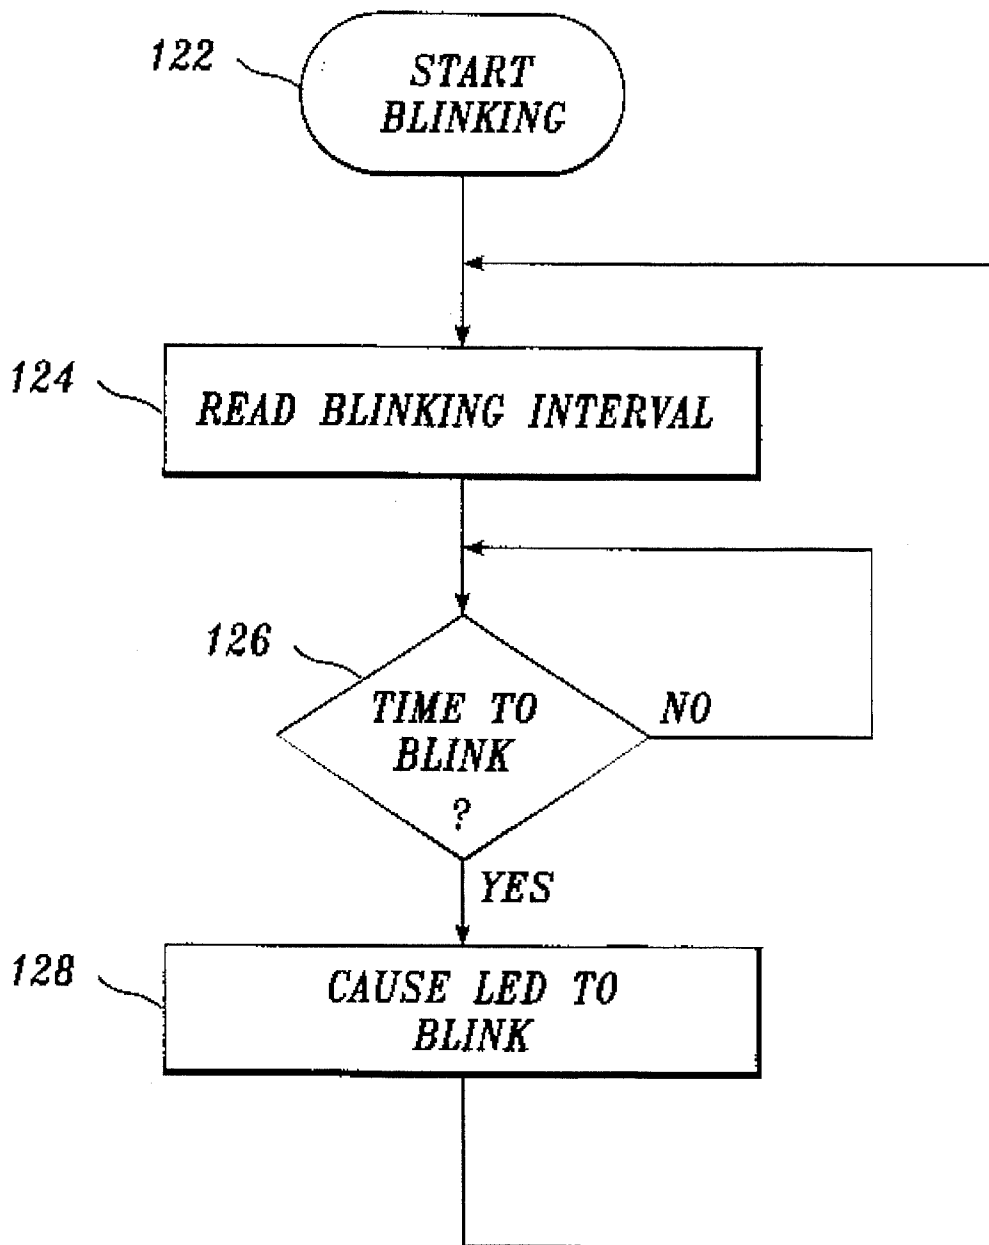 122
START
BLINKING
124
READ BLINKING INTERVAL
126
TIME TO
BLINK
?
NO
YES
128
CAUSE LED TO
BLINK